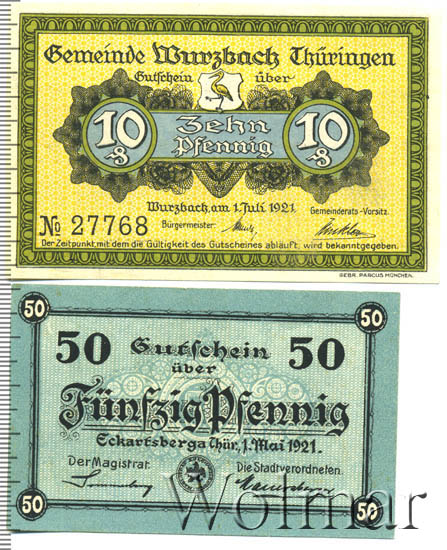 Gemeinde Wurzbach Thüringen
Gutschein über
10 Zehn 10
Pfennig
Wurzbach, am 1. Juli 1921.
Gemeinderats-Vorsitz.
Bürgermeister:
№ 27768
Der Zeitpunkt, mit dem die Gültigkeit des Gutscheines abläuft, wird bekanntgegeben.
GEBR. PARCUS MÜNCHEN.
50 50
50 Gutschein 50
über
Fünfzig Pfennig
Eckartsberga Thür., 1. Mai 1921.
Der Magistrat. Die Stadtverordneten.
50 50
Wolmar